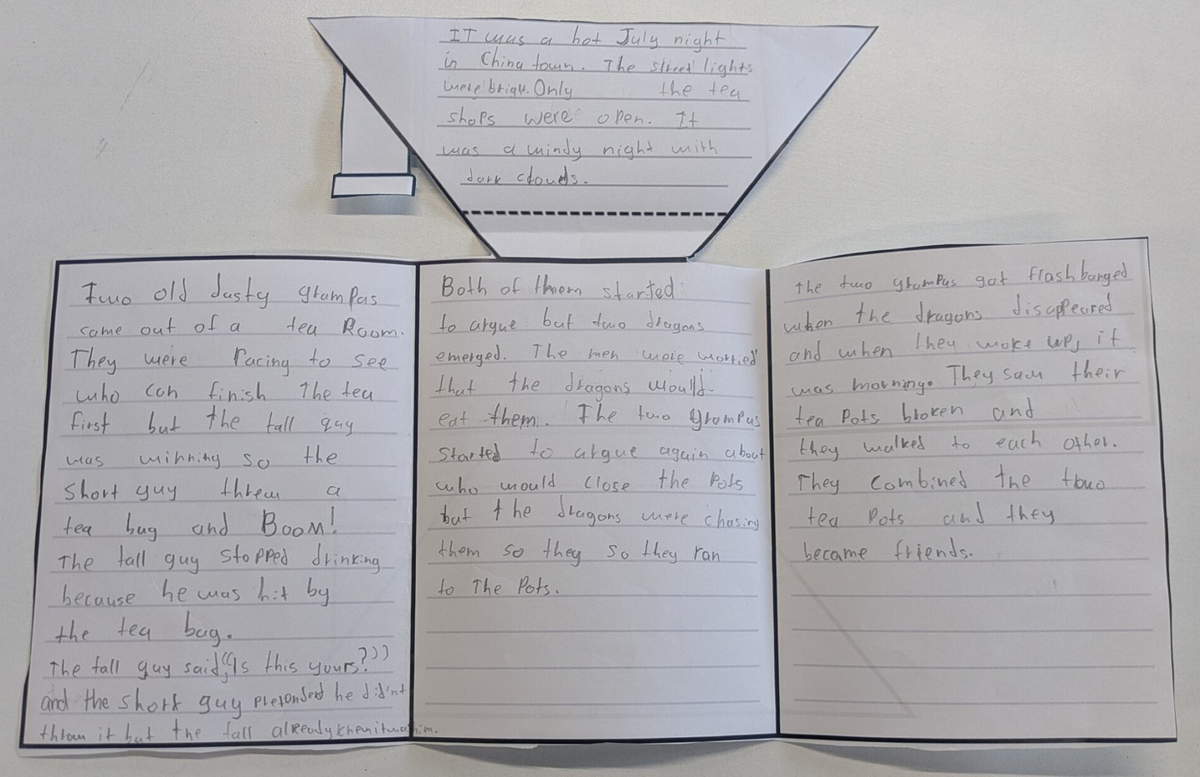 IT was a hot July night
in China town. The street lights
were bright. Only the tea
shops were open. It
was a windy night with
dark clouds.
Two old dusty grampas
came out of a tea Room.
They were racing to see
who can finish The tea
first but the tall guy
was winning so the
short guy threw a
tea bag and BOOM!
The tall guy stopped drinking
because he was hit by
the tea bag.
The tall guy said, "Is this yours?"
and the short guy pretended he didn't
throw it but the tall already knew it was him.
Both of them started
to argue but two dragons
emerged. The men were worried
that the dragons would
eat them. The two grampas
started to argue again about
who would close the Pots
but the dragons were chasing
them so they so they ran
to The Pots.
The two grampas got flash banged
when the dragons disappeared
and when they woke up, it
was morning. They saw their
tea Pots broken and
they walked to each other.
They combined the two
tea Pots and they
became friends.